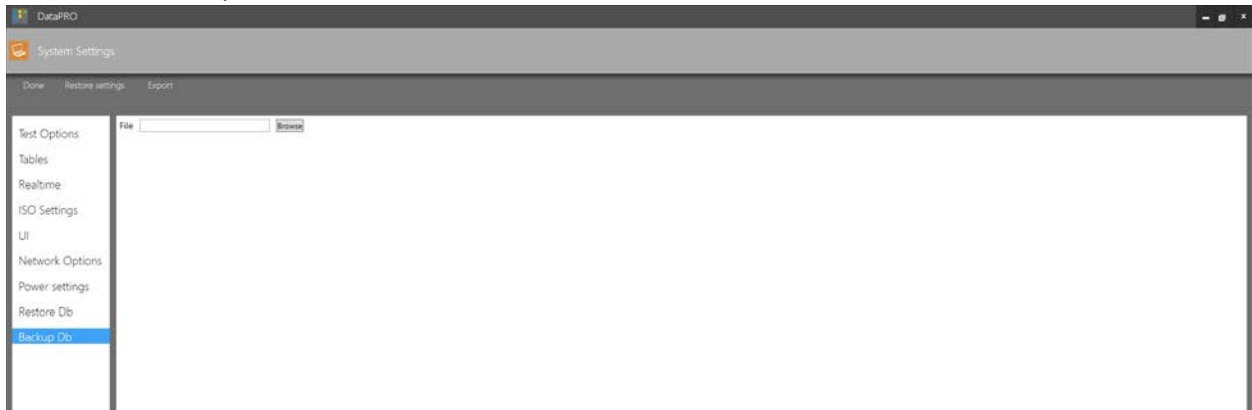 DataPRO
System Settings
Done Restore settings Export
File Browse
Test Options
Tables
Realtime
ISO Settings
UI
Network Options
Power settings
Restore Db
Backup Db